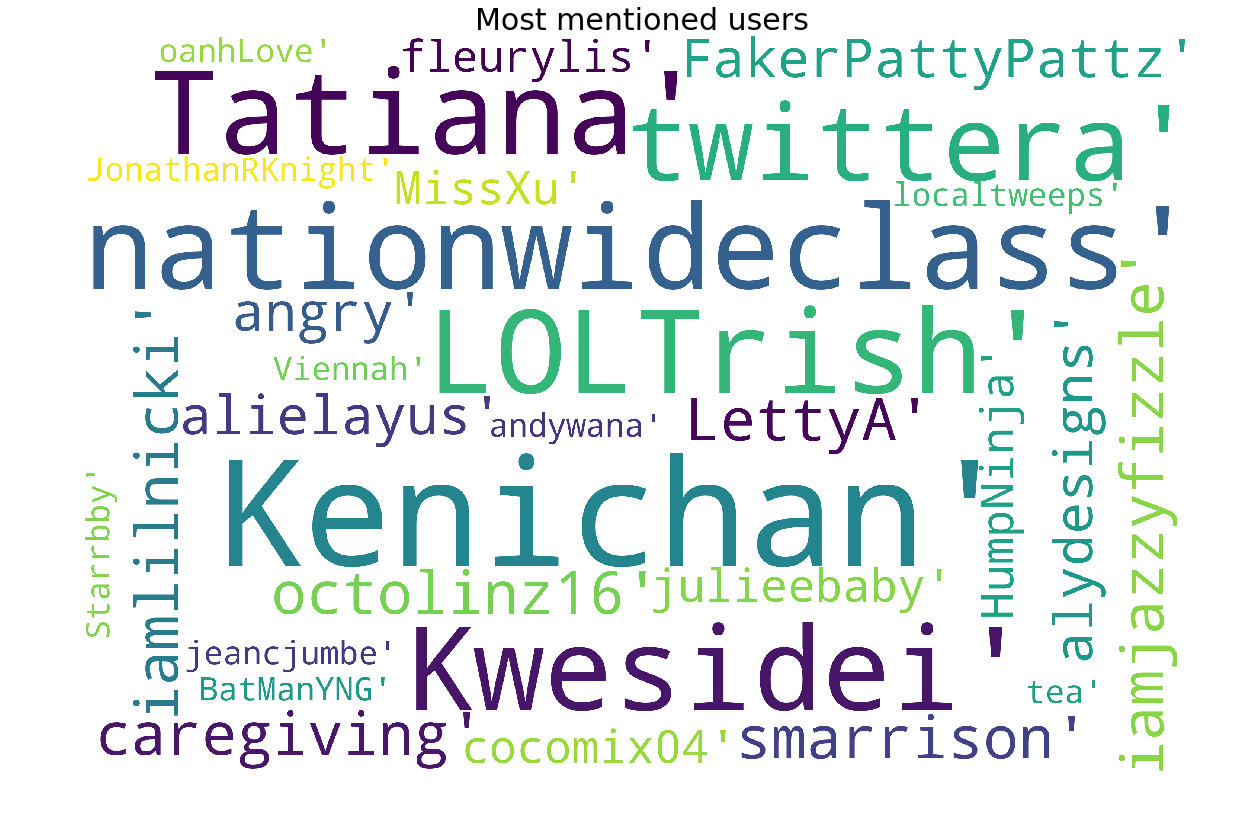 Most mentioned users
oanhLove'
fleurylis'
FakerPattyPattz'
Tatiana'
twittera'
JonathanRKnight'
MissXu'
localtweeps'
nationwideclass'
angry'
LOLTrish'
iamjazzyfizzle'
iamlilnicki'
Viennah'
alydesigns'
HumpNinja'
alielayus'
andywana'
LettyA'
Kenichan'
Starrbby'
octolinz16'
julieebaby'
jeancjumbe'
Kwesidei'
BatManYNG'
tea'
caregiving'
cocomix04'
smarrison'